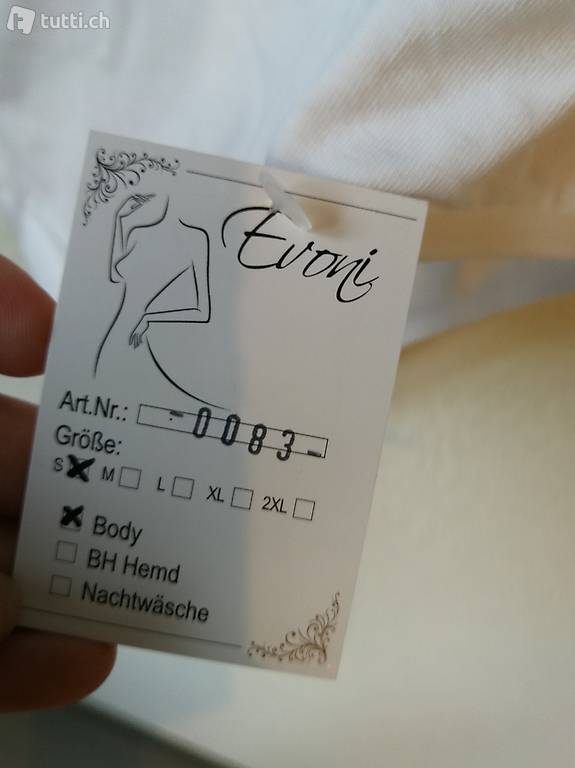 tutti.ch
Evoni
Art.Nr.: -0083-
Größe:
S M L XL 2XL
Body
BH Hemd
Nachtwäsche